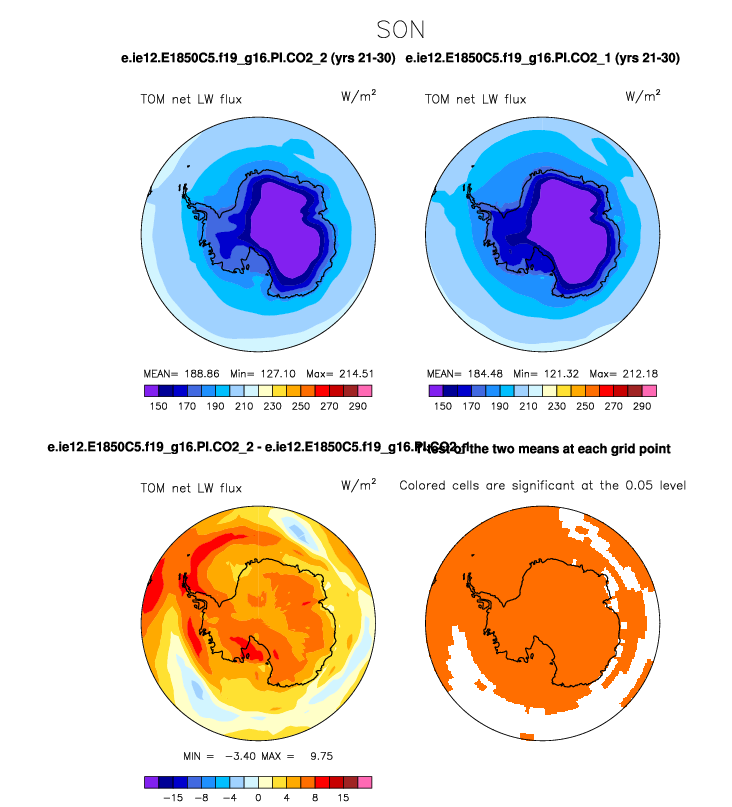 SON
e.ie12.E1850C5.f19_g16.PI.CO2_2 (yrs 21-30) e.ie12.E1850C5.f19_g16.PI.CO2_1 (yrs 21-30)
TOM net LW flux W/m² TOM net LW flux W/m²
MEAN= 188.86 Min= 127.10 Max= 214.51 MEAN= 184.48 Min= 121.32 Max= 212.18
150 170 190 210 230 250 270 290 150 170 190 210 230 250 270 290
e.ie12.E1850C5.f19_g16.PI.CO2_2 - e.ie12.E1850C5.f19_g16.PI.CO2_1 T-test of the two means at each grid point
TOM net LW flux W/m² Colored cells are significant at the 0.05 level
MIN = −3.40 MAX = 9.75
−15 −8 −4 0 4 8 15